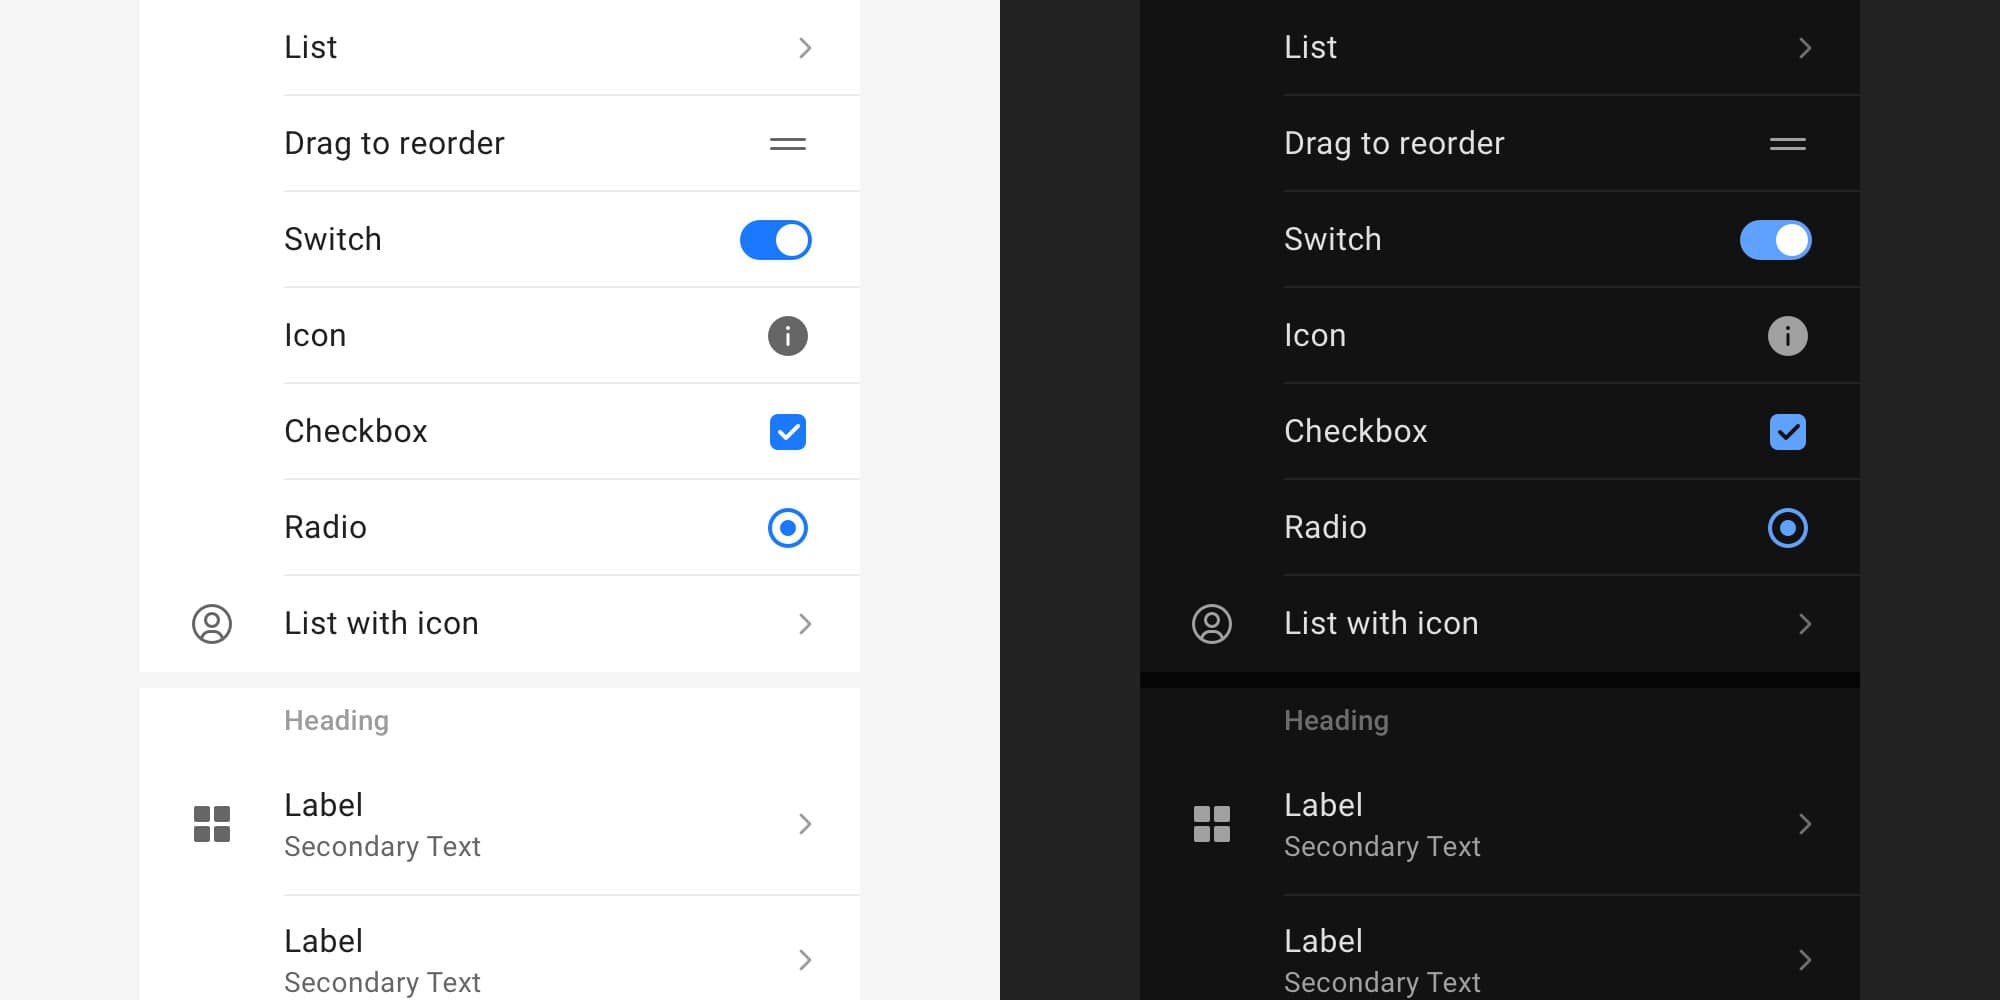 List
Drag to reorder
Switch
Icon
Checkbox
Radio
List with icon
Heading
Label
Secondary Text
Label
Secondary Text
List
Drag to reorder
Switch
Icon
Checkbox
Radio
List with icon
Heading
Label
Secondary Text
Label
Secondary Text